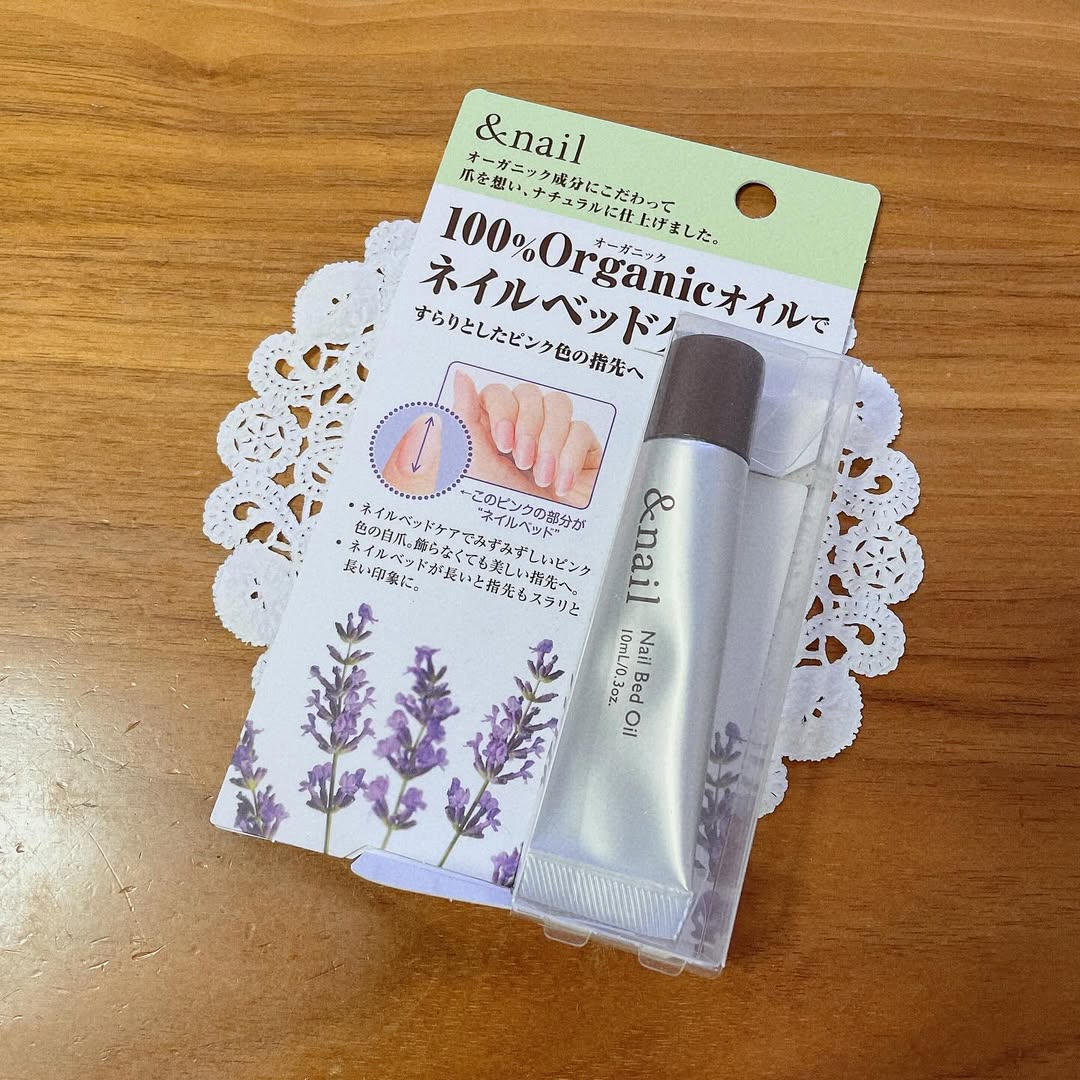 &nail
オーガニック成分にこだわって
爪を想い、ナチュラルに仕上げました。
オーガニック
100%Organicオイルで
ネイルベッド
すらりとしたピンク色の指先へ
←このピンクの部分が
"ネイルベッド"
• ネイルベッドケアでみずみずしいピンク
色の自爪。飾らなくても美しい指先へ。
• ネイルベッドが長いと指先もスラリと
長い印象に。
&nail
Nail Bed Oil
10mL/0.3oz.